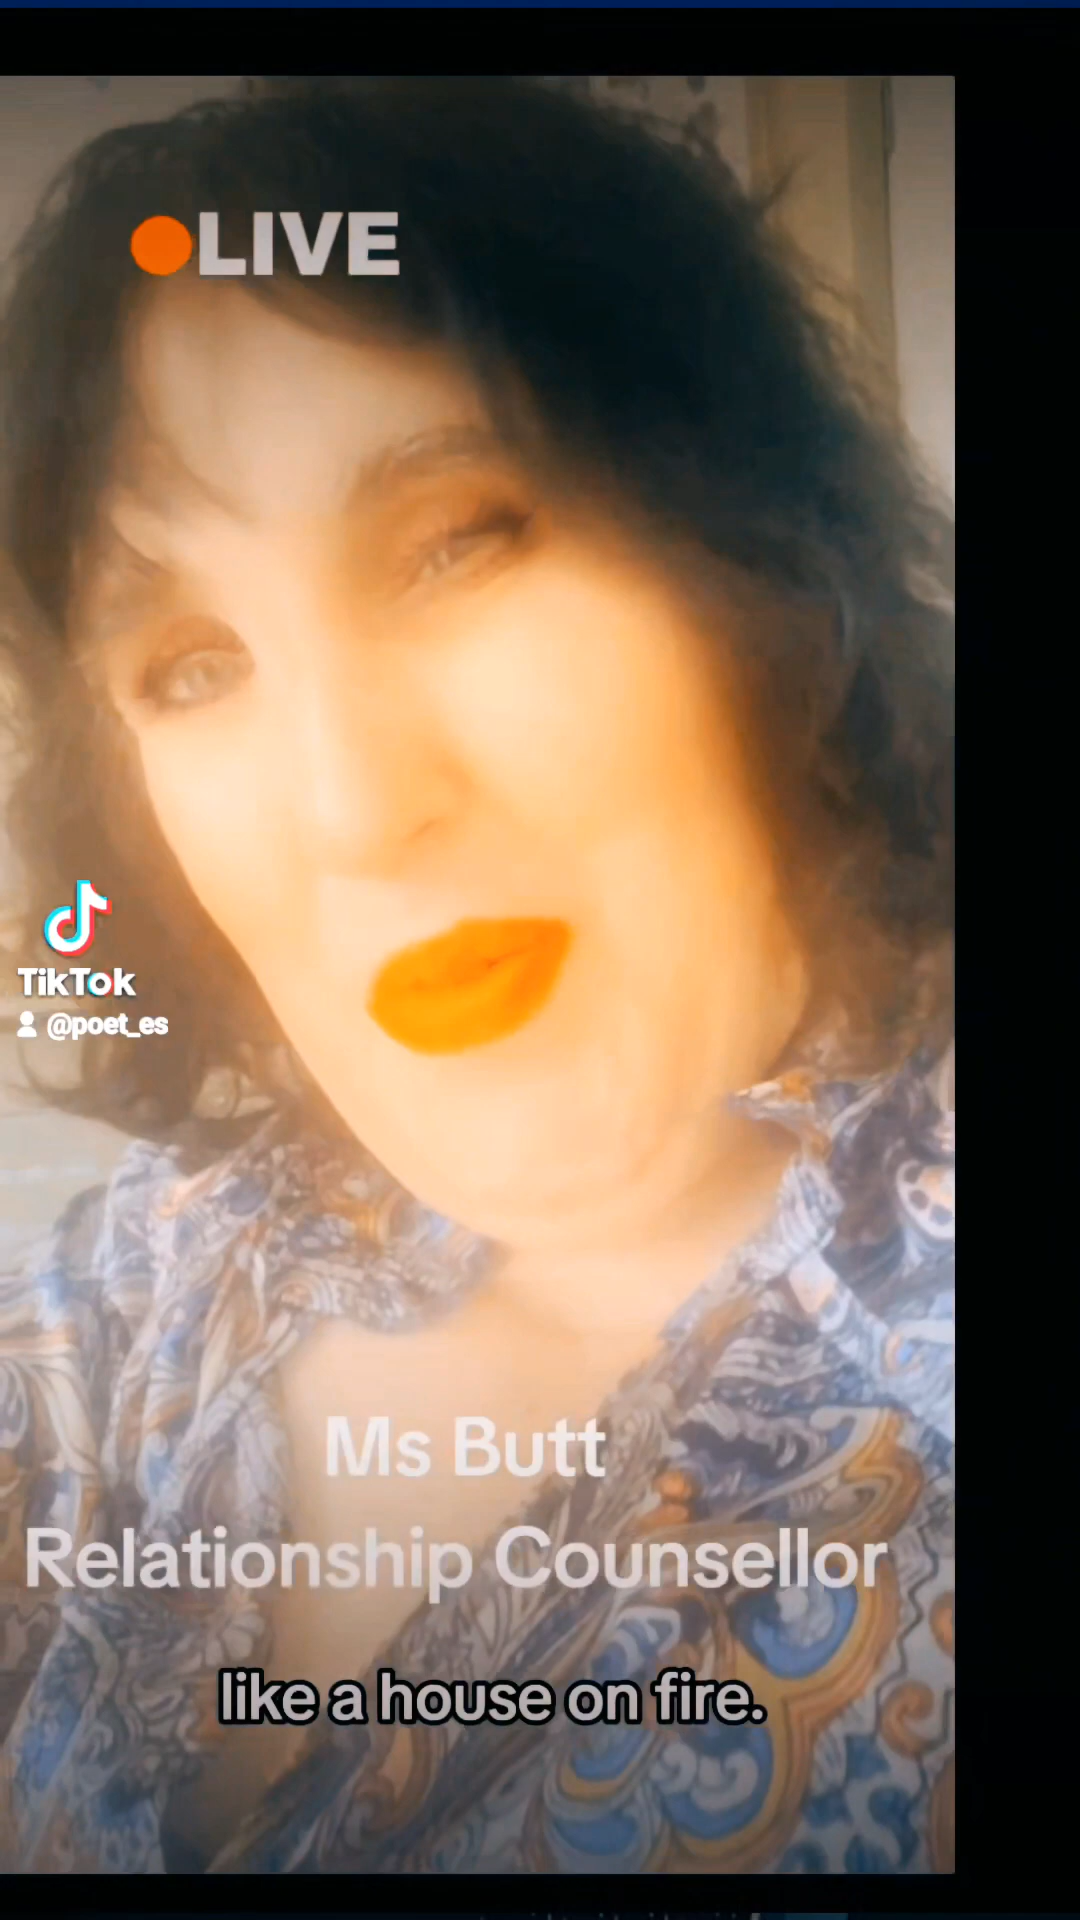 LIVE
TikTok
@poet_es
Ms Butt
Relationship Counsellor
like a house on fire.